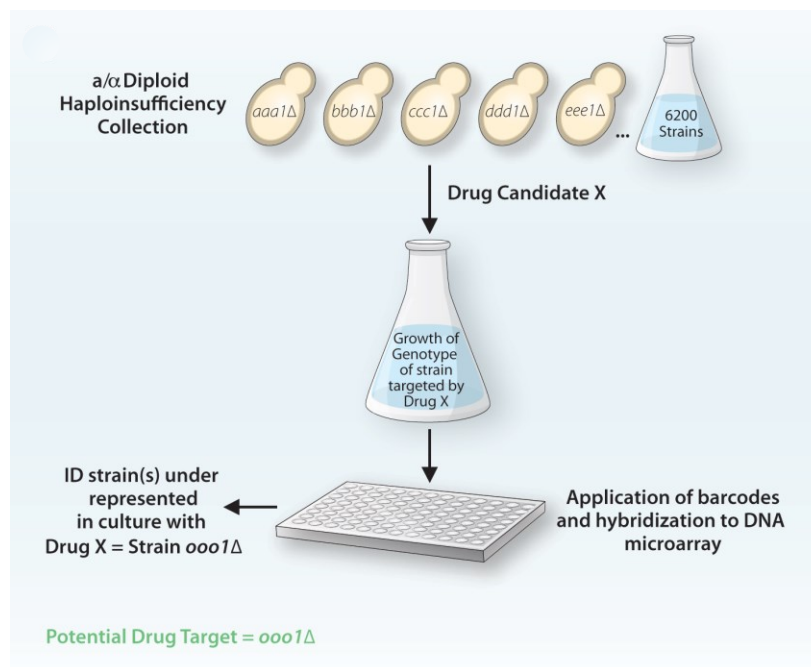 a/α Diploid
Haploinsufficiency
Collection
aaa1Δ
bbb1Δ
ccc1Δ
ddd1Δ
eee1Δ
...
6200
Strains
Drug Candidate X
Growth of
Genotype
of strain
targeted by
Drug X
ID strain(s) under
represented
in culture with
Drug X = Strain ooo1Δ
Application of barcodes
and hybridization to DNA
microarray
Potential Drug Target = ooo1Δ